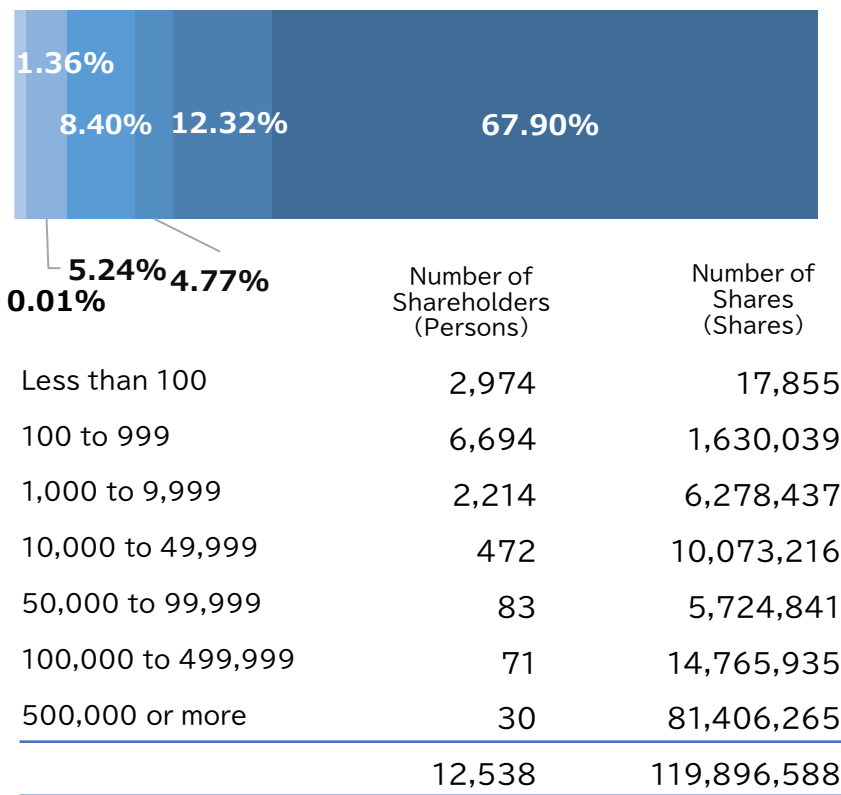 1.36%
8.40% 12.32% 67.90%
5.24% 4.77%
0.01%
Number of Shareholders (Persons)
Number of Shares (Shares)
Less than 100 2,974 17,855
100 to 999 6,694 1,630,039
1,000 to 9,999 2,214 6,278,437
10,000 to 49,999 472 10,073,216
50,000 to 99,999 83 5,724,841
100,000 to 499,999 71 14,765,935
500,000 or more 30 81,406,265
12,538 119,896,588